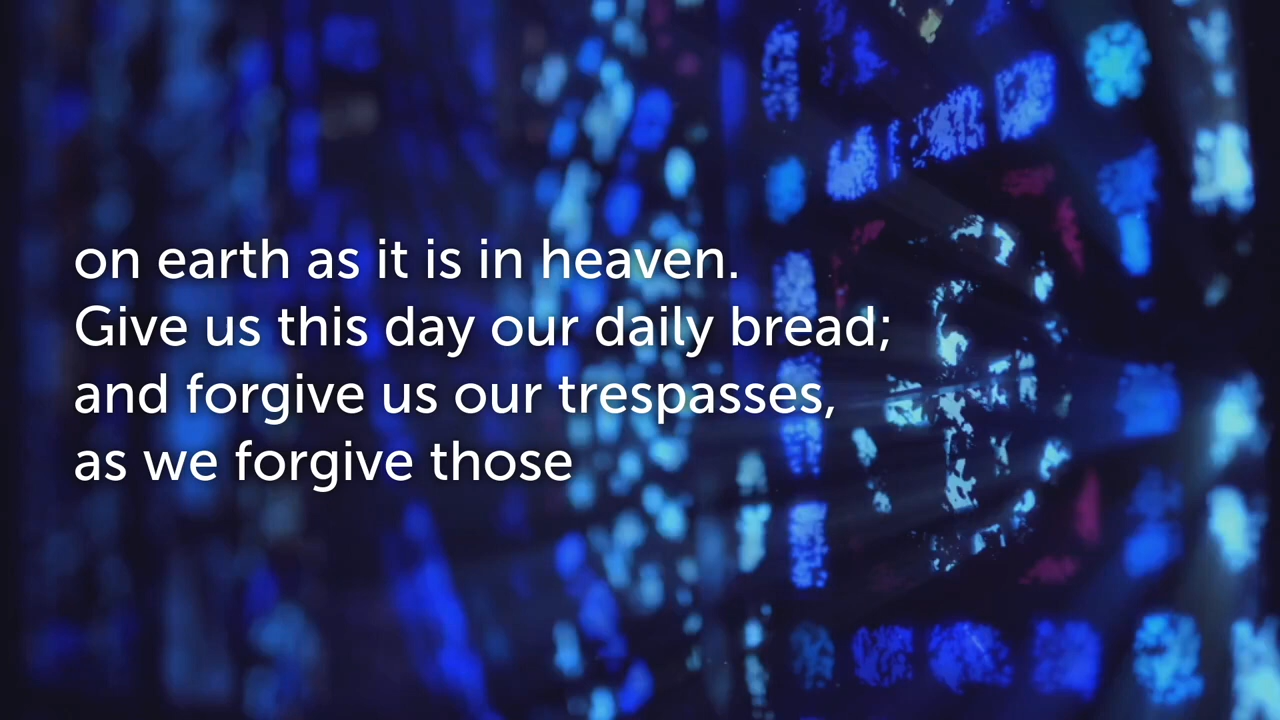 on earth as it is in heaven.
Give us this day our daily bread;
and forgive us our trespasses,
as we forgive those